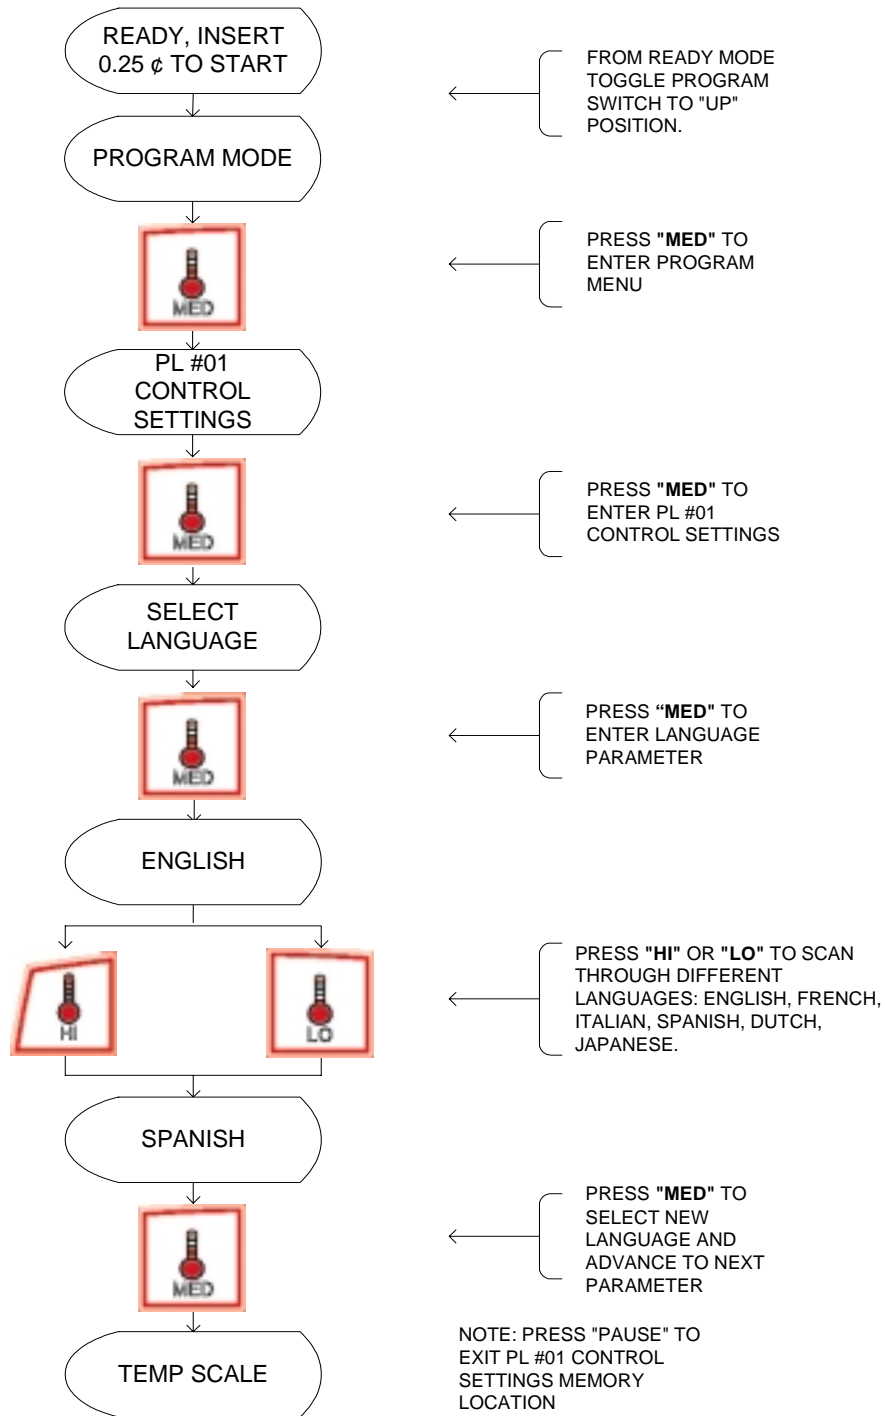 READY, INSERT
0.25 ¢ TO START
FROM READY MODE
TOGGLE PROGRAM
SWITCH TO "UP"
POSITION.
PROGRAM MODE
MED
PRESS "MED" TO
ENTER PROGRAM
MENU
PL #01
CONTROL
SETTINGS
MED
PRESS "MED" TO
ENTER PL #01
CONTROL SETTINGS
SELECT
LANGUAGE
MED
PRESS “MED" TO
ENTER LANGUAGE
PARAMETER
ENGLISH
HI
LO
PRESS "HI" OR "LO" TO SCAN
THROUGH DIFFERENT
LANGUAGES: ENGLISH, FRENCH,
ITALIAN, SPANISH, DUTCH,
JAPANESE.
SPANISH
MED
PRESS "MED" TO
SELECT NEW
LANGUAGE AND
ADVANCE TO NEXT
PARAMETER
TEMP SCALE
NOTE: PRESS "PAUSE" TO
EXIT PL #01 CONTROL
SETTINGS MEMORY
LOCATION